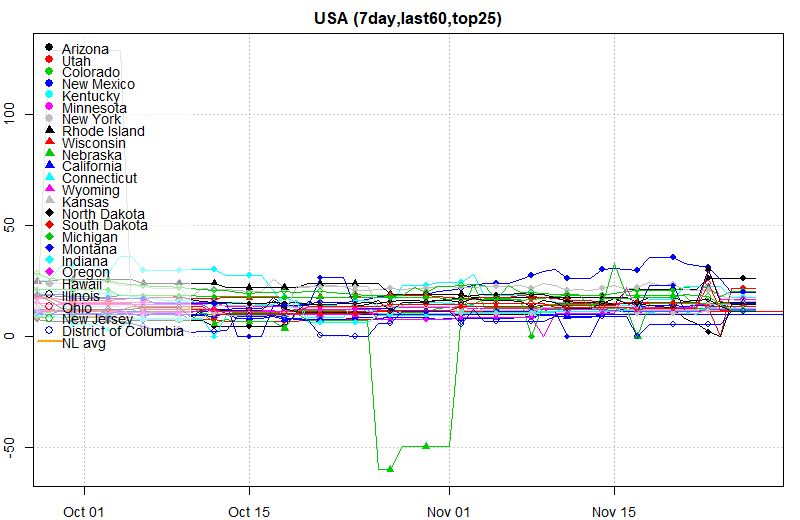 USA (7day,last60,top25)
Arizona
Utah
Colorado
New Mexico
Kentucky
Minnesota
New York
Rhode Island
Wisconsin
Nebraska
California
Connecticut
Wyoming
Kansas
North Dakota
South Dakota
Michigan
Montana
Indiana
Oregon
Hawaii
Illinois
Ohio
New Jersey
District of Columbia
NL avg
100
50
0
-50
Oct 01 Oct 15 Nov 01 Nov 15